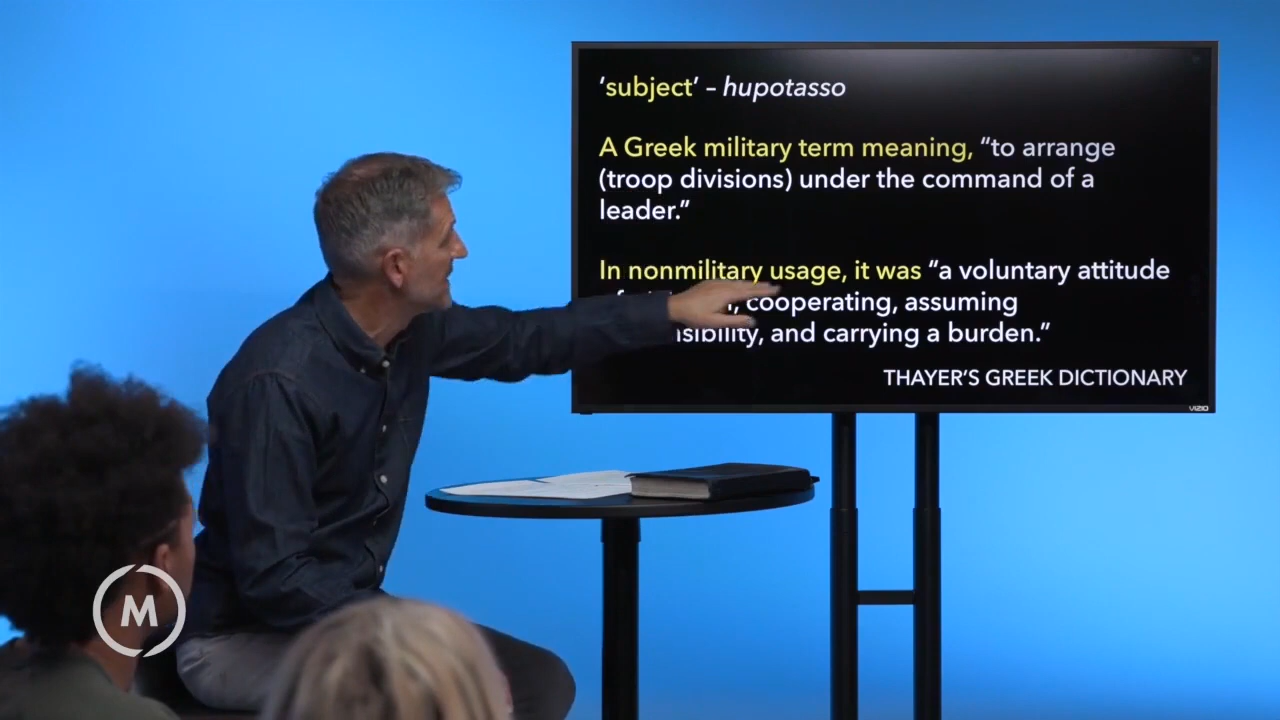 ‘subject’ – hupotasso
A Greek military term meaning, “to arrange
(troop divisions) under the command of a
leader.”
In nonmilitary usage, it was “a voluntary attitude
cooperating, assuming
and carrying a burden.”
THAYER’S GREEK DICTIONARY
VIZIO
M